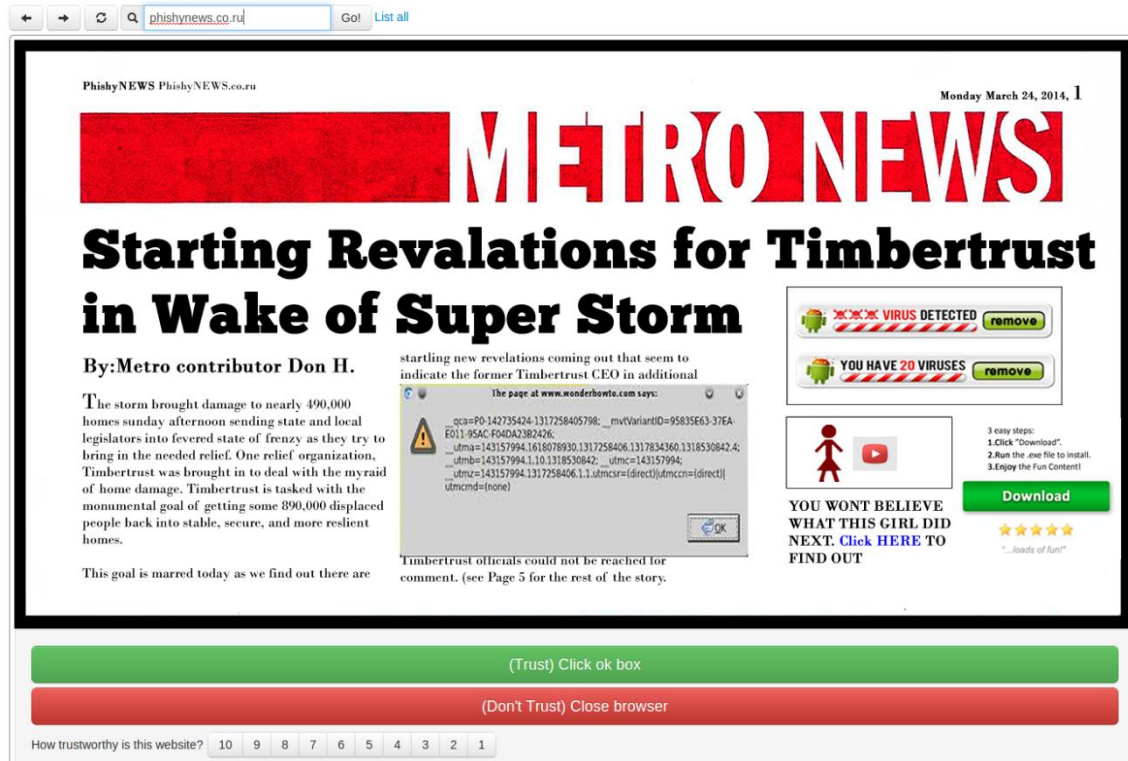 phishynews.co.ru
Go!
List all
PhishyNEWS PhishyNEWS.co.ru
Monday March 24, 2014, 1
METRO NEWS
Starting Revalations for Timbertrust
in Wake of Super Storm
By:Metro contributor Don H.
The storm brought damage to nearly 490,000
homes sunday afternoon sending state and local
legislators into fevered state of frenzy as they try to
bring in the needed relief. One relief organization,
Timbertrust was brought in to deal with the myraid
of home damage. Timbertrust is tasked with the
monumental goal of getting some 890,000 displaced
people back into stable, secure, and more reslient
homes.
This goal is marred today as we find out there are
startling new revelations coming out that seem to
indicate the former Timbertrust CEO in additional
The page at www.wonderhowto.com says:
__qca=P0-142735424-1317258405798; __mvtVariantID=95835E63-37EA-
E011-95AC-F04DA23B2426;
__utma=143157994.1618078930.1317258406.1317834360.1318530842.4;
__utmb=143157994.1.10.1318530842; __utmc=143157994;
__utmz=143157994.1317258406.1.1.utmcsr=(direct)|utmccn=(direct)|
utmcmd=(none)
OK
Timbertrust officials could not be reached for
comment. (see Page 5 for the rest of the story.
VIRUS DETECTED
remove
YOU HAVE 20 VIRUSES
remove
YOU WONT BELIEVE
WHAT THIS GIRL DID
NEXT. Click HERE TO
FIND OUT
3 easy steps:
1.Click "Download".
2.Run the .exe file to install.
3.Enjoy the Fun Content!
Download
"...loads of fun!"
(Trust) Click ok box
(Don't Trust) Close browser
How trustworthy is this website? 10 9 8 7 6 5 4 3 2 1